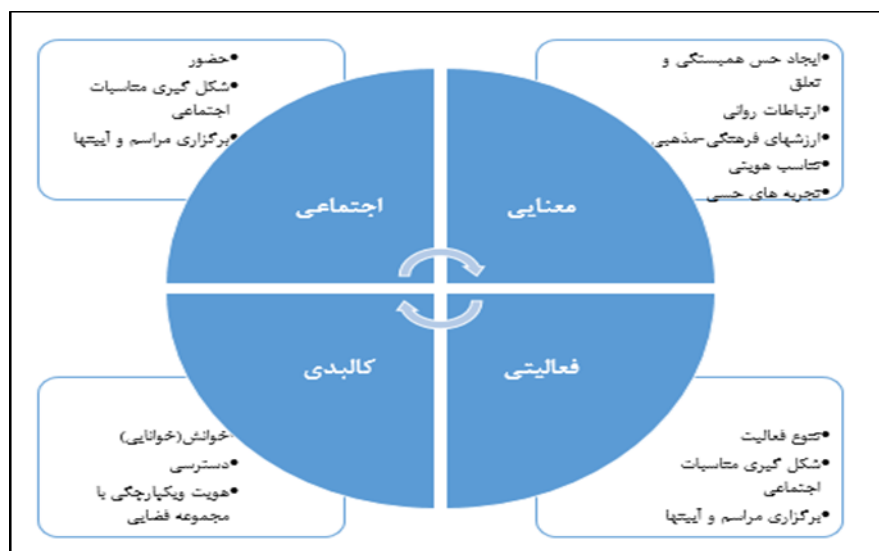 •ایجاد حس همبستگی و
تعلق
•ارتباطات روانی
•ارزشهای فرهنگی-مذهبی
•تناسب هویتی
•تجربه های حسی
•حضور
•شکل گیری مناسبات
اجتماعی
•برگزاری مراسم و آیینها
معنایی
اجتماعی
فعالیتی
کالبدی
•تنوع فعالیت
•شکل گیری مناسبات
اجتماعی
•برگزاری مراسم و آیینها
•خوانش(خوانایی)
•دسترسی
•هویت ویکپارچگی با
مجموعه فضایی